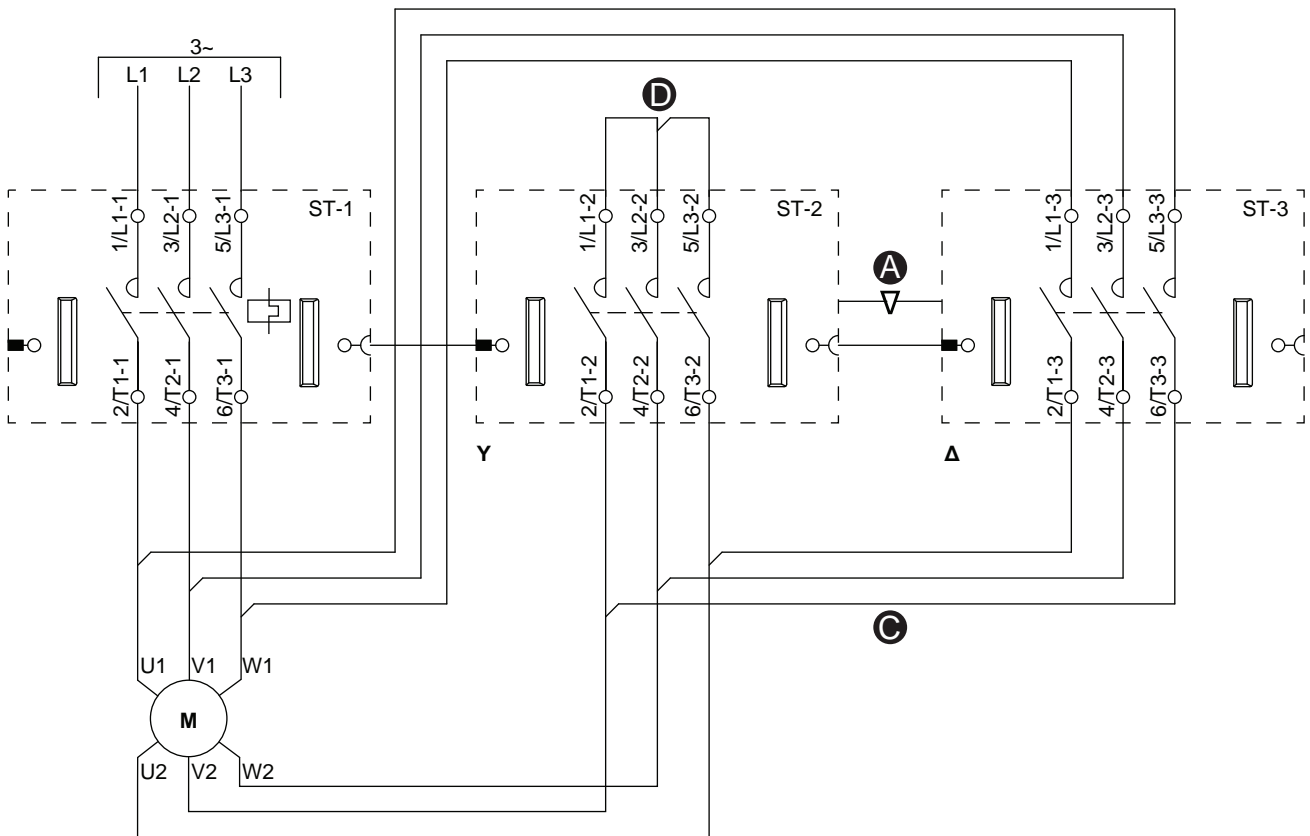 3~
L1 L2 L3
D
ST-1
ST-2
ST-3
1/L1-1 3/L2-1 5/L3-1
1/L1-2 3/L2-2 5/L3-2
1/L1-3 3/L2-3 5/L3-3
A
2/T1-1 4/T2-1 6/T3-1
2/T1-2 4/T2-2 6/T3-2
2/T1-3 4/T2-3 6/T3-3
Y
Δ
C
U1 V1 W1
M
U2 V2 W2